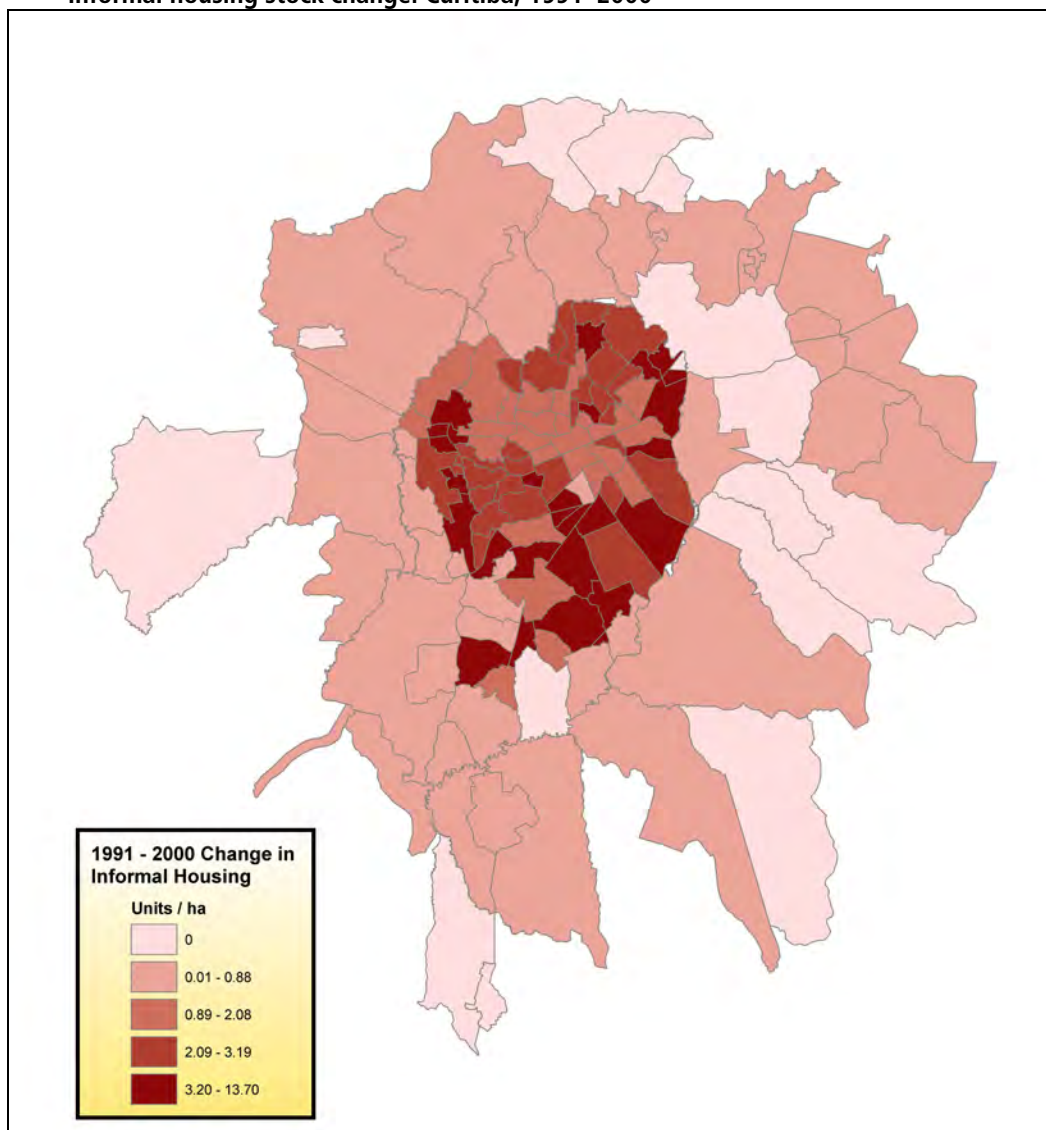 Informal housing stock change: Curitiba, 1991–2000
1991 - 2000 Change in
Informal Housing
Units / ha
0
0.01 - 0.88
0.89 - 2.08
2.09 - 3.19
3.20 - 13.70